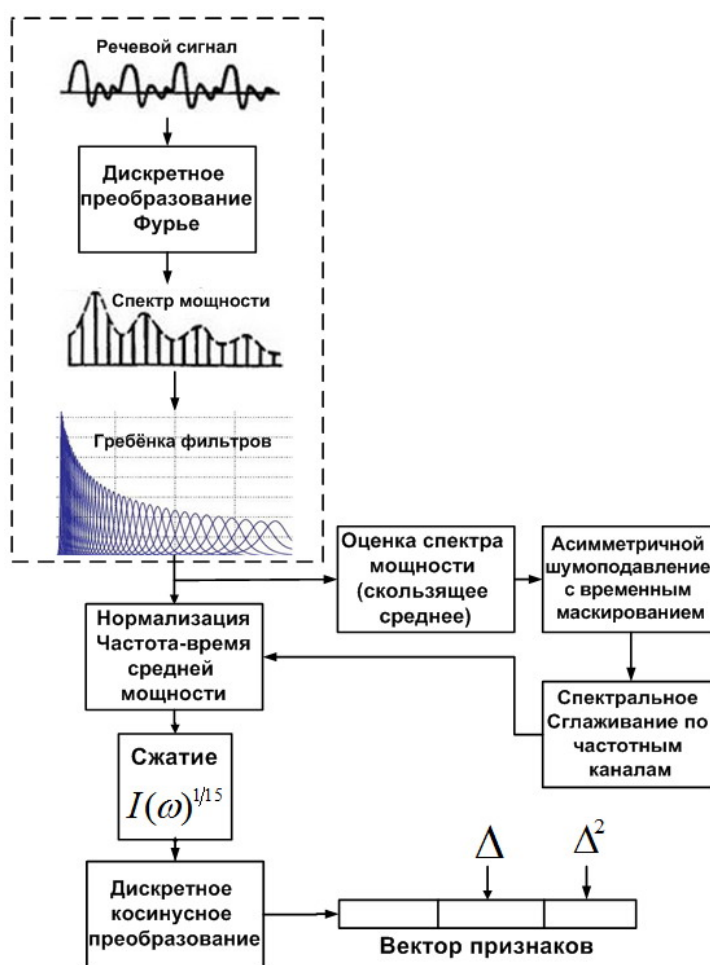 Речевой сигнал
Дискретное
преобразование
Фурье
Спектр мощности
Гребёнка фильтров
Оценка спектра
мощности
(скользящее
среднее)
Асимметричной
шумоподавление
с временным
маскированием
Нормализация
Частота-время
средней
мощности
Спектральное
Сглаживание по
частотным
каналам
Сжатие
I(ω)^1/15
Дискретное
косинусное
преобразование
Δ
Δ²
Вектор признаков